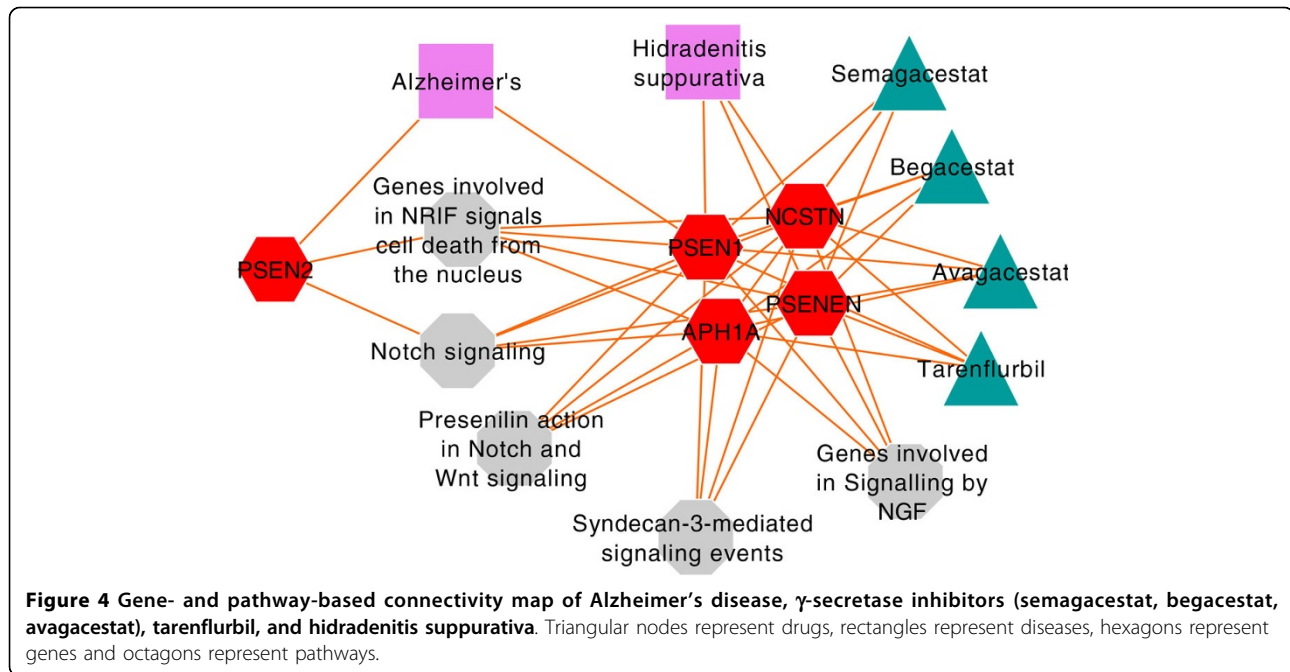 Alzheimer's
Hidradenitis
suppurativa
Semagacestat
Begacestat
Genes involved
in NRIF signals
cell death from
the nucleus
NCSTN
PSEN1
PSEN2
Avagacestat
PSENEN
APH1A
Notch signaling
Tarenflurbil
Presenilin action
in Notch and
Wnt signaling
Genes involved
in Signalling by
NGF
Syndecan-3-mediated
signaling events
Figure 4 Gene- and pathway-based connectivity map of Alzheimer's disease, γ-secretase inhibitors (semagacestat, begacestat,
avagacestat), tarenflurbil, and hidradenitis suppurativa. Triangular nodes represent drugs, rectangles represent diseases, hexagons represent
genes and octagons represent pathways.